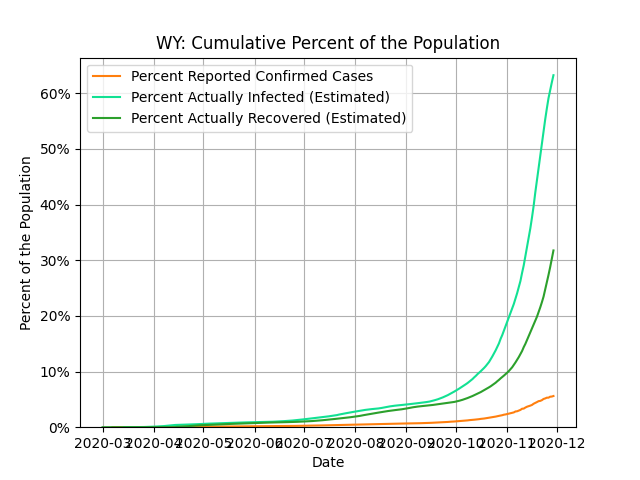 WY: Cumulative Percent of the Population
Percent Reported Confirmed Cases
Percent Actually Infected (Estimated)
Percent Actually Recovered (Estimated)
60%
50%
40%
30%
20%
10%
0%
Percent of the Population
2020-03 2020-04 2020-05 2020-06 2020-07 2020-08 2020-09 2020-10 2020-11 2020-12
Date